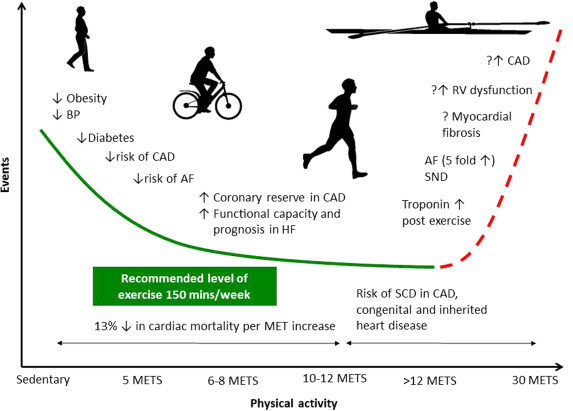 ?↑ CAD
?↑ RV dysfunction
? Myocardial
fibrosis
AF (5 fold ↑)
SND
Troponin ↑
post exercise
↓ Obesity
↓ BP
↓Diabetes
↓risk of CAD
↓risk of AF
↑ Coronary reserve in CAD
↑ Functional capacity and
prognosis in HF
Events
Recommended level of
exercise 150 mins/week
Risk of SCD in CAD,
congenital and inherited
heart disease
13% ↓ in cardiac mortality per MET increase
Sedentary
5 METS
6-8 METS
10-12 METS
>12 METS
30 METS
Physical activity